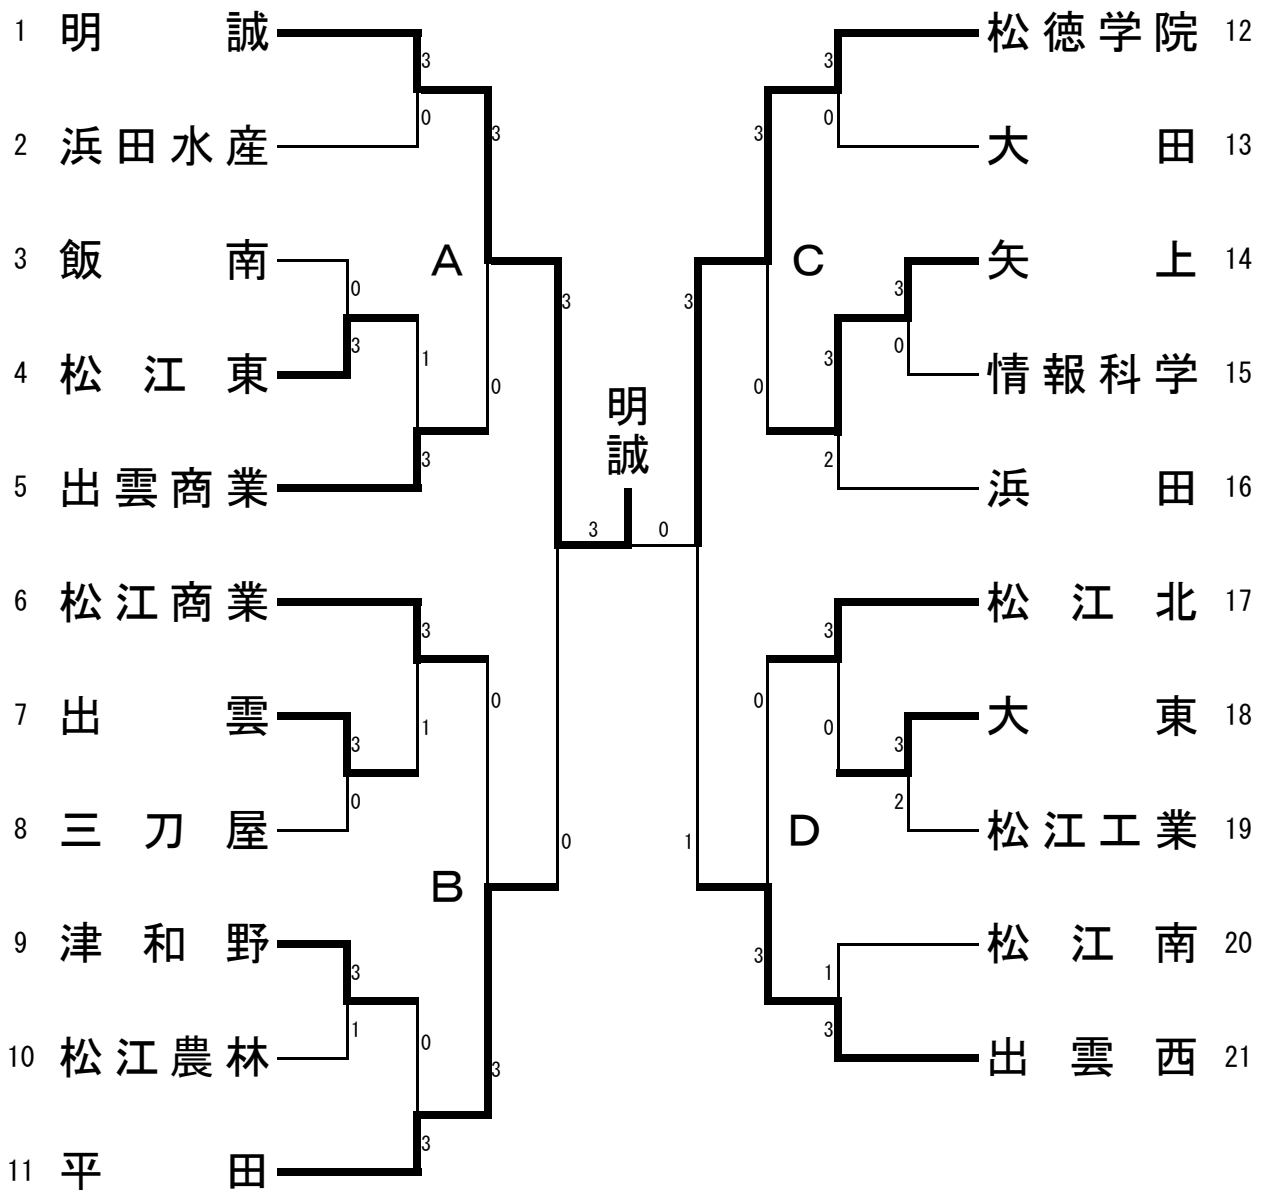 1 明誠
2 浜田水産
3 飯南
4 松江東
5 出雲商業
6 松江商業
7 出雲
8 三刀屋
9 津和野
10 松江農林
11 平田
3
0
0
3
1
3
3
3
0
1
3
1
0
3
3
0
0
3
A
B
3
0
明誠
3 0
3
1
C
D
3
0
0
3
3
0
3
0
3
2
3
0
3
2
1
3
松徳学院 12
大田 13
矢上 14
情報科学 15
浜田 16
松江北 17
大東 18
松江工業 19
松江南 20
出雲西 21